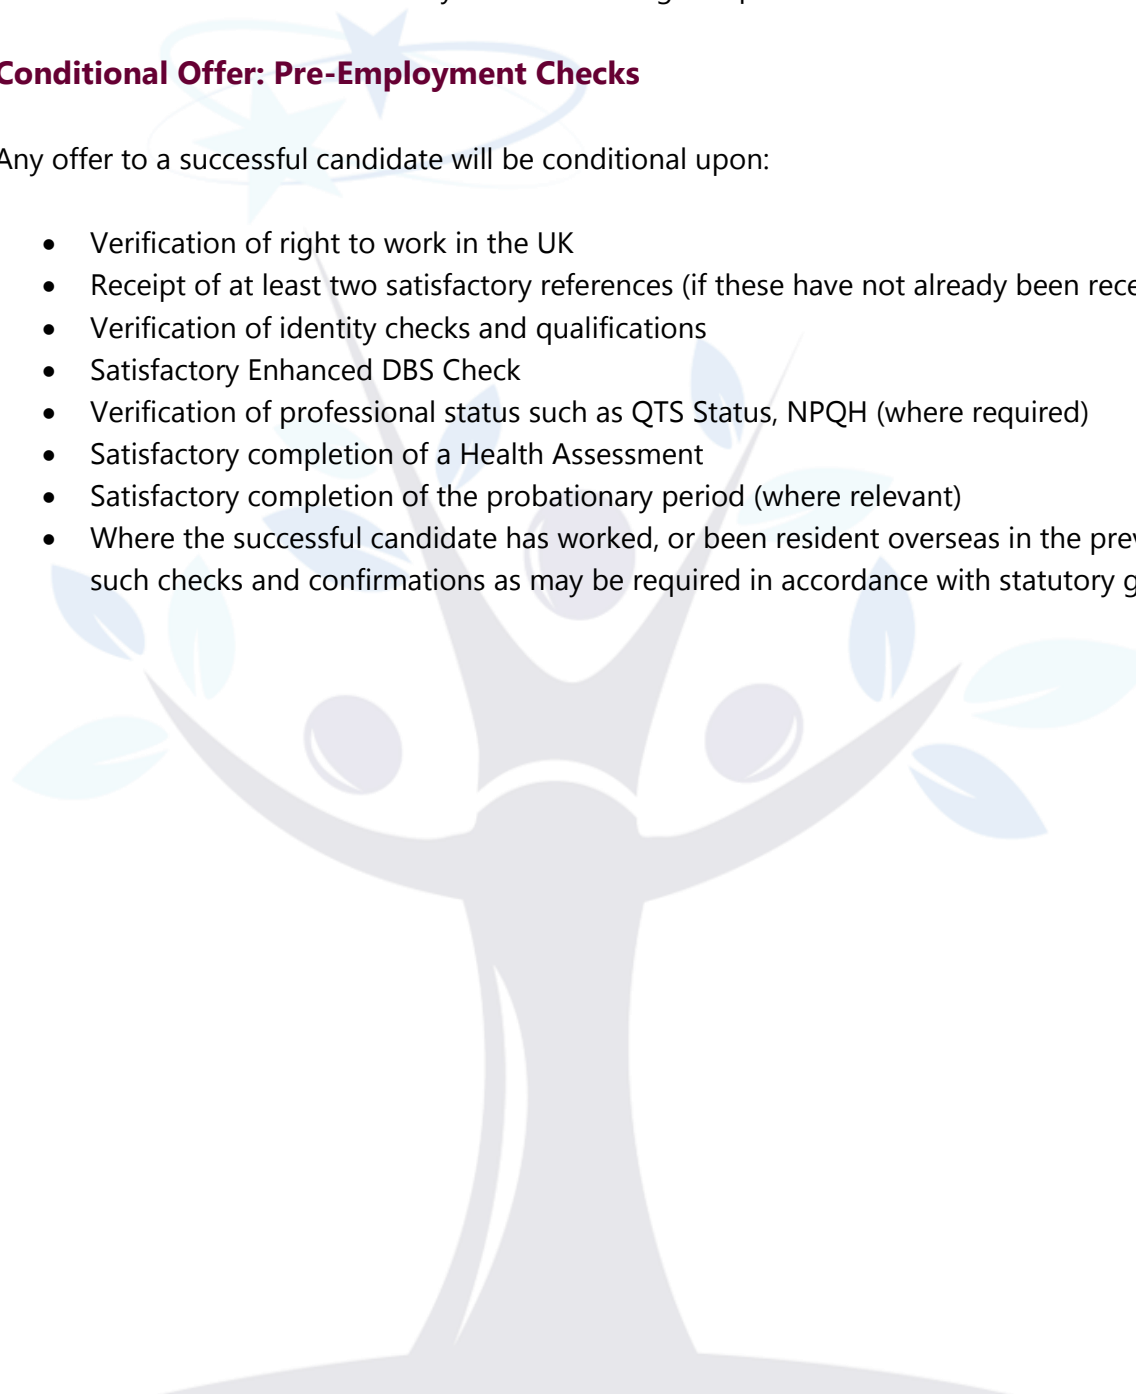 Conditional Offer: Pre-Employment Checks
Any offer to a successful candidate will be conditional upon:
• Verification of right to work in the UK
• Receipt of at least two satisfactory references (if these have not already been rece
• Verification of identity checks and qualifications
• Satisfactory Enhanced DBS Check
• Verification of professional status such as QTS Status, NPQH (where required)
• Satisfactory completion of a Health Assessment
• Satisfactory completion of the probationary period (where relevant)
• Where the successful candidate has worked, or been resident overseas in the prev
such checks and confirmations as may be required in accordance with statutory g